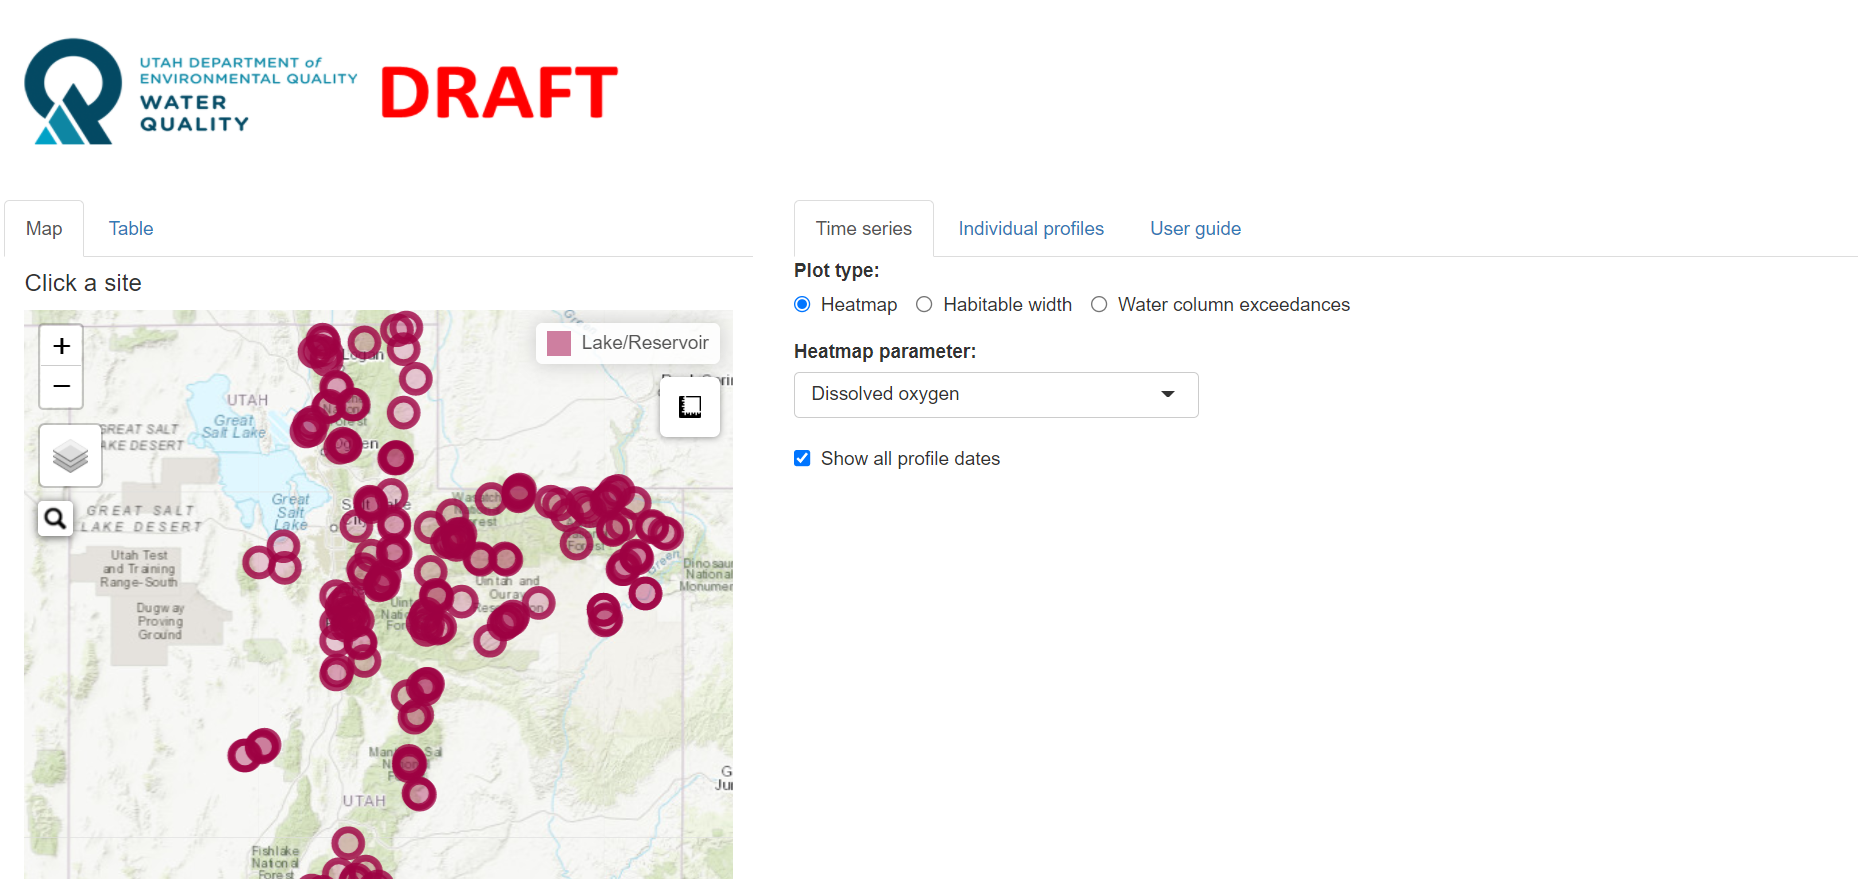 UTAH DEPARTMENT of
ENVIRONMENTAL QUALITY
WATER
QUALITY
DRAFT
Map
Table
Time series
Individual profiles
User guide
Click a site
Plot type:
Heatmap
Habitable width
Water column exceedances
Heatmap parameter:
Dissolved oxygen
Show all profile dates
+
−
Lake/Reservoir
Green
Logan
UTAH
Great
Salt Lake
GREAT SALT
LAKE DESERT
Great
Salt
Lake
GREAT SALT
LAKE DESERT
Utah Test
and Training
Range-South
Dugway
Proving
Ground
Uintah and
Ouray
Green
Dinosaur
National
Monument
UTAH
Fishlake
National
Forest